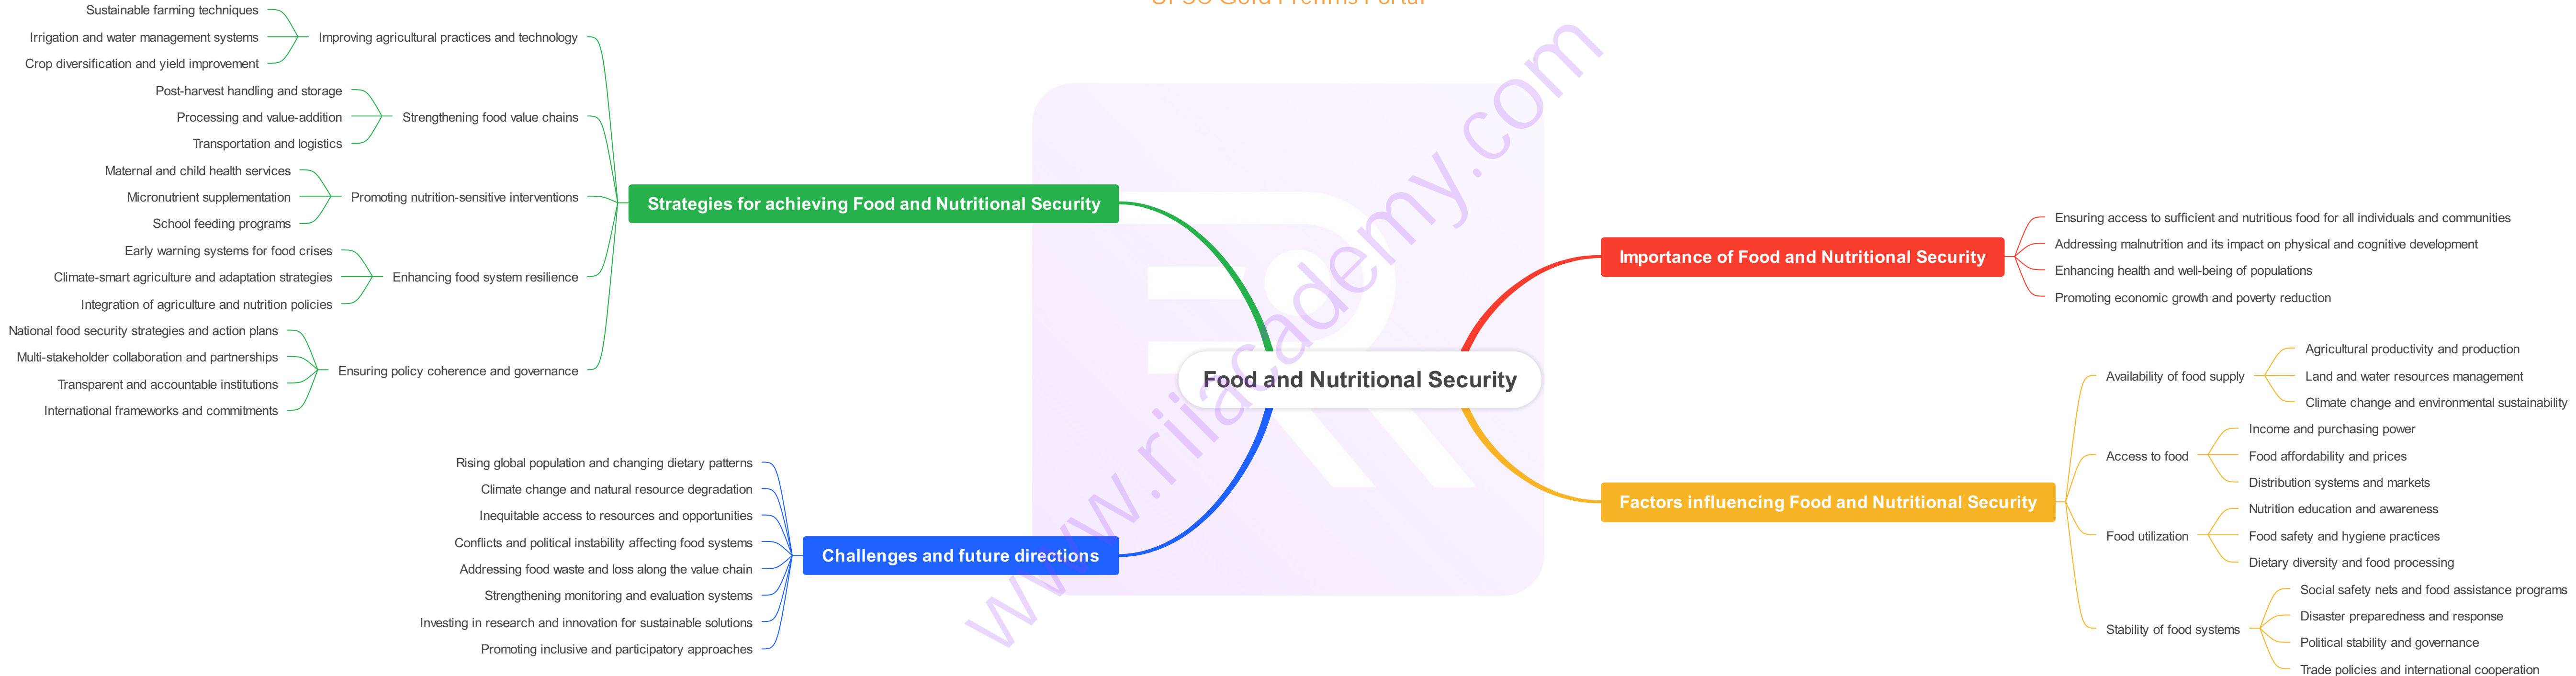 UPSC Gold Prelims Portal
Food and Nutritional Security
Importance of Food and Nutritional Security
Ensuring access to sufficient and nutritious food for all individuals and communities
Addressing malnutrition and its impact on physical and cognitive development
Enhancing health and well-being of populations
Promoting economic growth and poverty reduction
Factors influencing Food and Nutritional Security
Availability of food supply
Agricultural productivity and production
Land and water resources management
Climate change and environmental sustainability
Access to food
Income and purchasing power
Food affordability and prices
Distribution systems and markets
Food utilization
Nutrition education and awareness
Food safety and hygiene practices
Dietary diversity and food processing
Stability of food systems
Social safety nets and food assistance programs
Disaster preparedness and response
Political stability and governance
Trade policies and international cooperation
Strategies for achieving Food and Nutritional Security
Improving agricultural practices and technology
Sustainable farming techniques
Irrigation and water management systems
Crop diversification and yield improvement
Strengthening food value chains
Post-harvest handling and storage
Processing and value-addition
Transportation and logistics
Promoting nutrition-sensitive interventions
Maternal and child health services
Micronutrient supplementation
School feeding programs
Enhancing food system resilience
Early warning systems for food crises
Climate-smart agriculture and adaptation strategies
Integration of agriculture and nutrition policies
Ensuring policy coherence and governance
National food security strategies and action plans
Multi-stakeholder collaboration and partnerships
Transparent and accountable institutions
International frameworks and commitments
Challenges and future directions
Rising global population and changing dietary patterns
Climate change and natural resource degradation
Inequitable access to resources and opportunities
Conflicts and political instability affecting food systems
Addressing food waste and loss along the value chain
Strengthening monitoring and evaluation systems
Investing in research and innovation for sustainable solutions
Promoting inclusive and participatory approaches